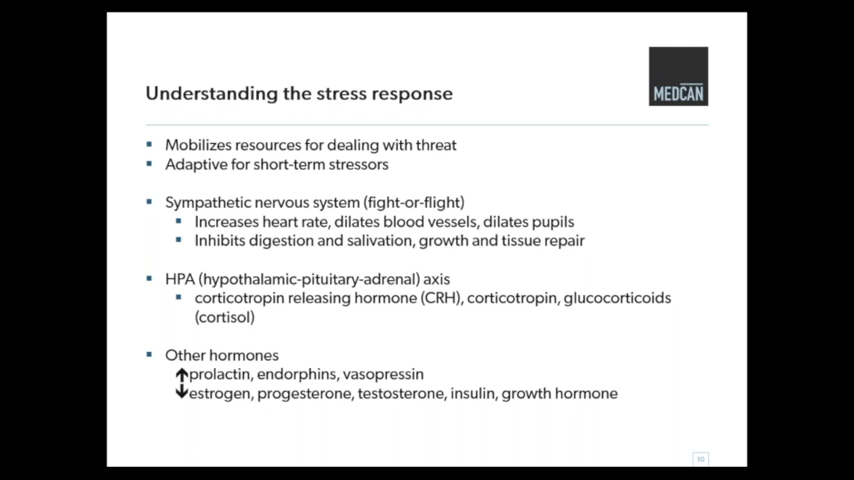 MEDCAN
Understanding the stress response
▪ Mobilizes resources for dealing with threat
▪ Adaptive for short-term stressors
▪ Sympathetic nervous system (fight-or-flight)
▪ Increases heart rate, dilates blood vessels, dilates pupils
▪ Inhibits digestion and salivation, growth and tissue repair
▪ HPA (hypothalamic-pituitary-adrenal) axis
▪ corticotropin releasing hormone (CRH), corticotropin, glucocorticoids
(cortisol)
▪ Other hormones
↑prolactin, endorphins, vasopressin
↓estrogen, progesterone, testosterone, insulin, growth hormone
10